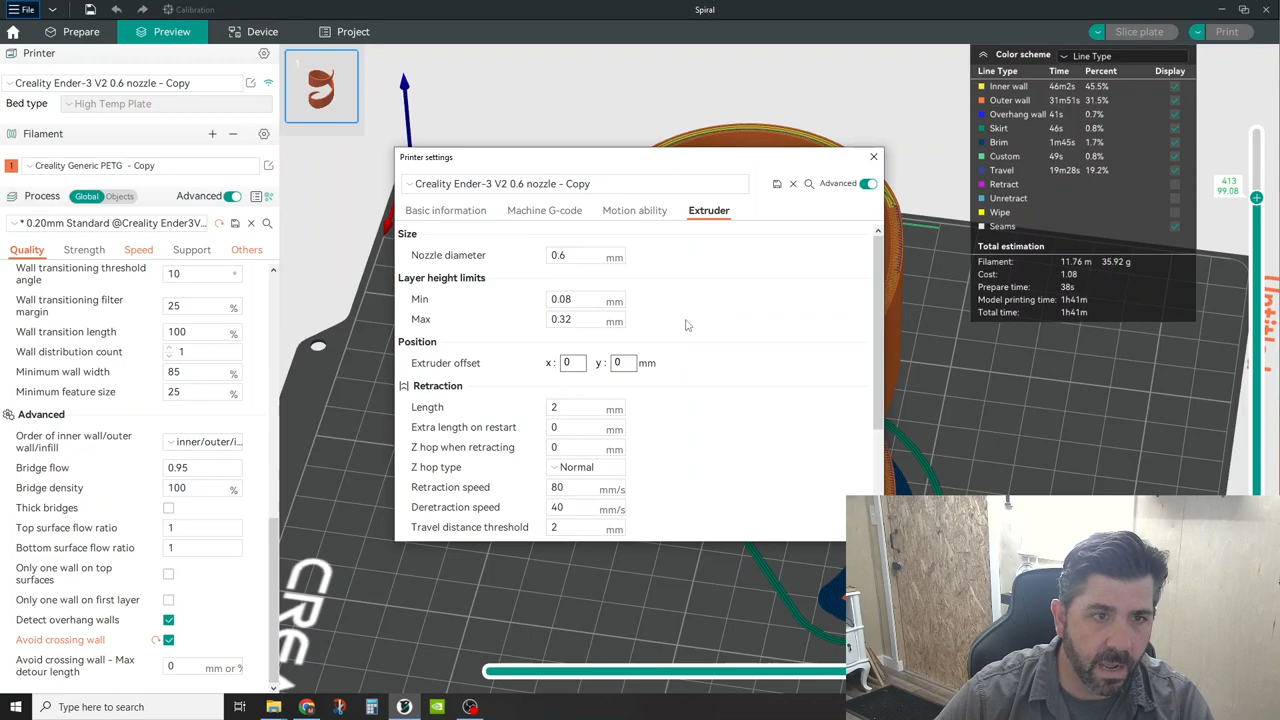 File
Calibration
Spiral
Prepare
Preview
Device
Project
Slice plate
Print
Printer
Creality Ender-3 V2 0.6 nozzle - Copy
Bed type
High Temp Plate
Filament
1
Creality Generic PETG - Copy
Process
Global
Objects
Advanced
* 0.20mm Standard @Creality Ender3V...
Quality
Strength
Speed
Support
Others
Wall transitioning threshold angle 10 °
Wall transitioning filter margin 25 %
Wall transition length 100 %
Wall distribution count 1
Minimum wall width 85 %
Minimum feature size 25 %
Advanced
Order of inner wall/outer wall/infill inner/outer/i...
Bridge flow 0.95
Bridge density 100 %
Thick bridges
Top surface flow ratio 1
Bottom surface flow ratio 1
Only one wall on top surfaces
Only one wall on first layer
Detect overhang walls
Avoid crossing wall
Avoid crossing wall - Max detour length 0 mm or %
1
Printer settings
Creality Ender-3 V2 0.6 nozzle - Copy
Advanced
Basic information
Machine G-code
Motion ability
Extruder
Size
Nozzle diameter 0.6 mm
Layer height limits
Min 0.08 mm
Max 0.32 mm
Position
Extruder offset x: 0 y: 0 mm
Retraction
Length 2 mm
Extra length on restart 0 mm
Z hop when retracting 0 mm
Z hop type Normal
Retraction speed 80 mm/s
Deretraction speed 40 mm/s
Travel distance threshold 2 mm
Color scheme Line Type
Line Type Time Percent Display
Inner wall 46m2s 45.5%
Outer wall 31m51s 31.5%
Overhang wall 41s 0.7%
Skirt 46s 0.8%
Brim 1m45s 1.7%
Custom 49s 0.8%
Travel 19m28s 19.2%
Retract
Unretract
Wipe
Seams
Total estimation
Filament: 11.76 m 35.92 g
Cost: 1.08
Prepare time: 38s
Model printing time: 1h41m
Total time: 1h41m
413
99.08
CRE
Type here to search